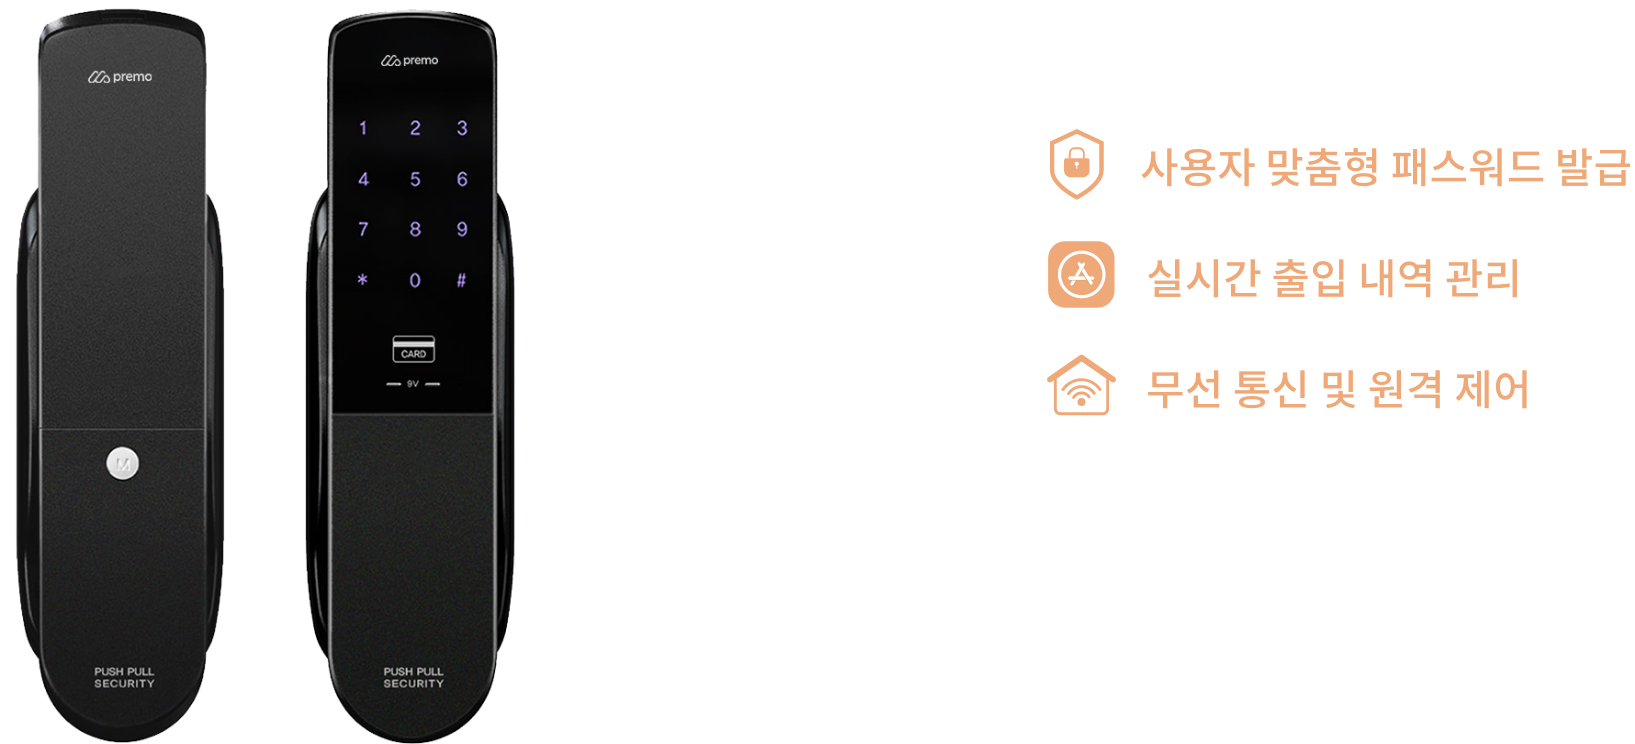 premo
M
PUSH PULL
SECURITY
premo
1 2 3
4 5 6
7 8 9
* 0 #
CARD
9V
PUSH PULL
SECURITY
사용자 맞춤형 패스워드 발급
실시간 출입 내역 관리
무선 통신 및 원격 제어